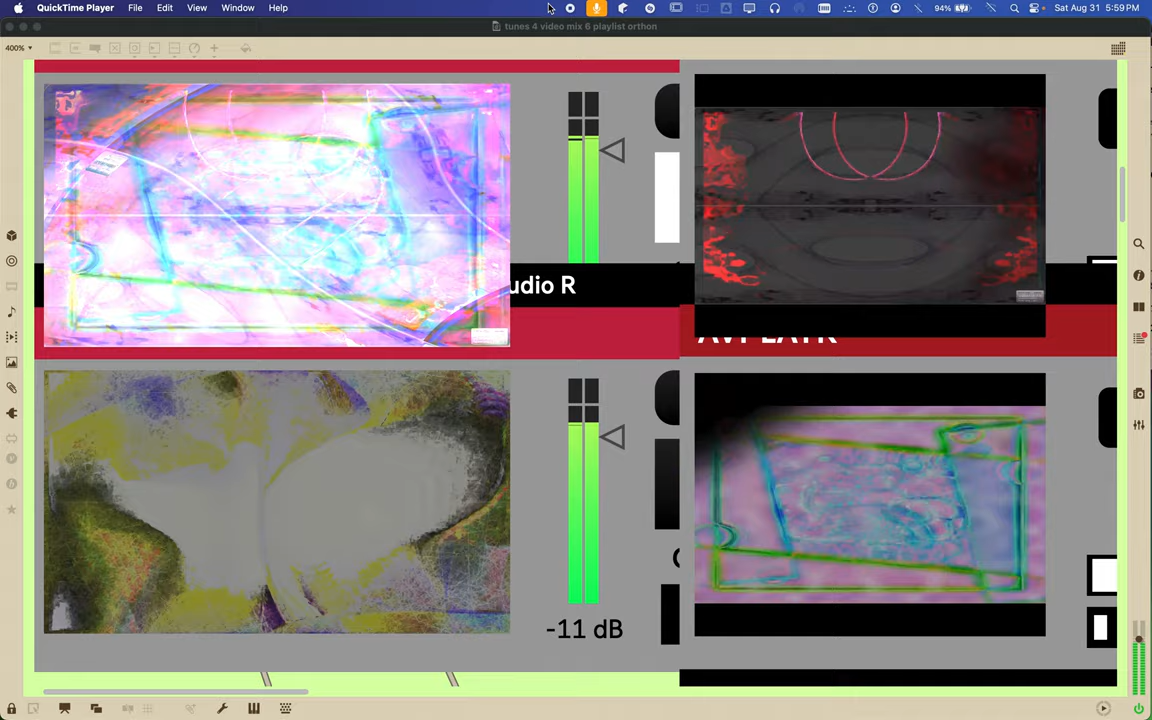 QuickTime Player File Edit View Window Help 94% Sat Aug 31 5:59 PM
tunes 4 video mix 6 playlist orthon
400%
udio R
-11 dB